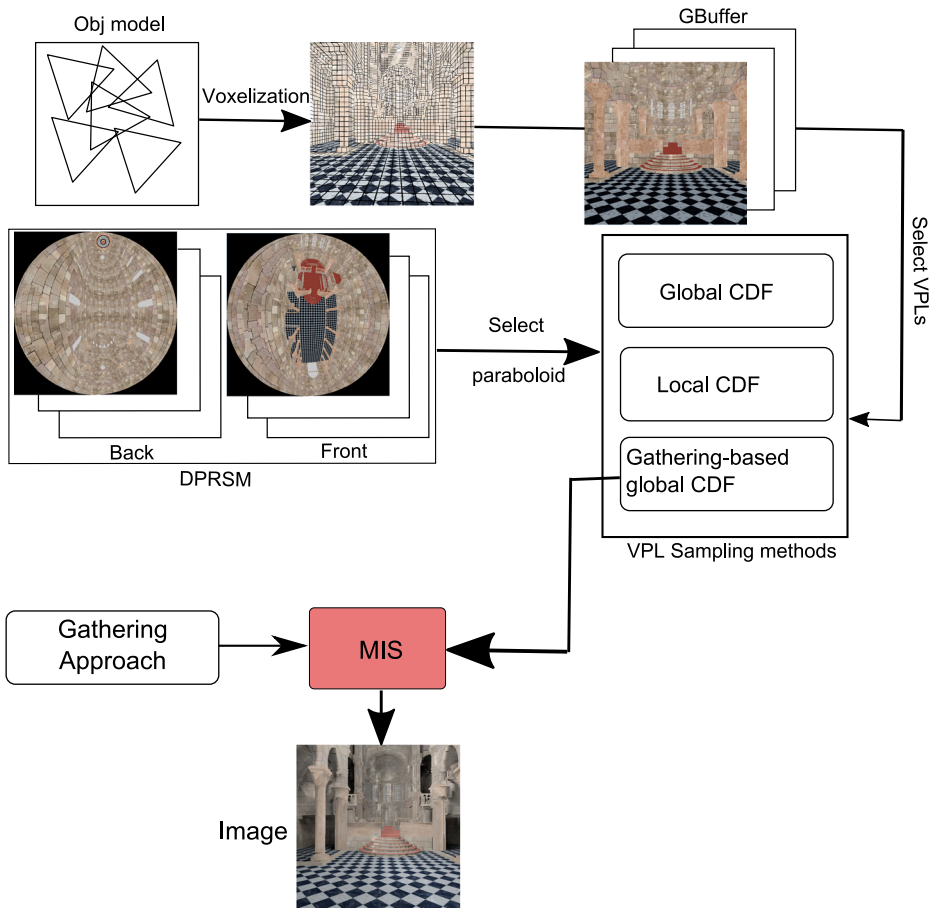 Obj model
GBuffer
Voxelization
Select VPLs
Global CDF
Select
paraboloid
Local CDF
Back
Front
Gathering-based
global CDF
DPRSM
VPL Sampling methods
Gathering
Approach
MIS
Image